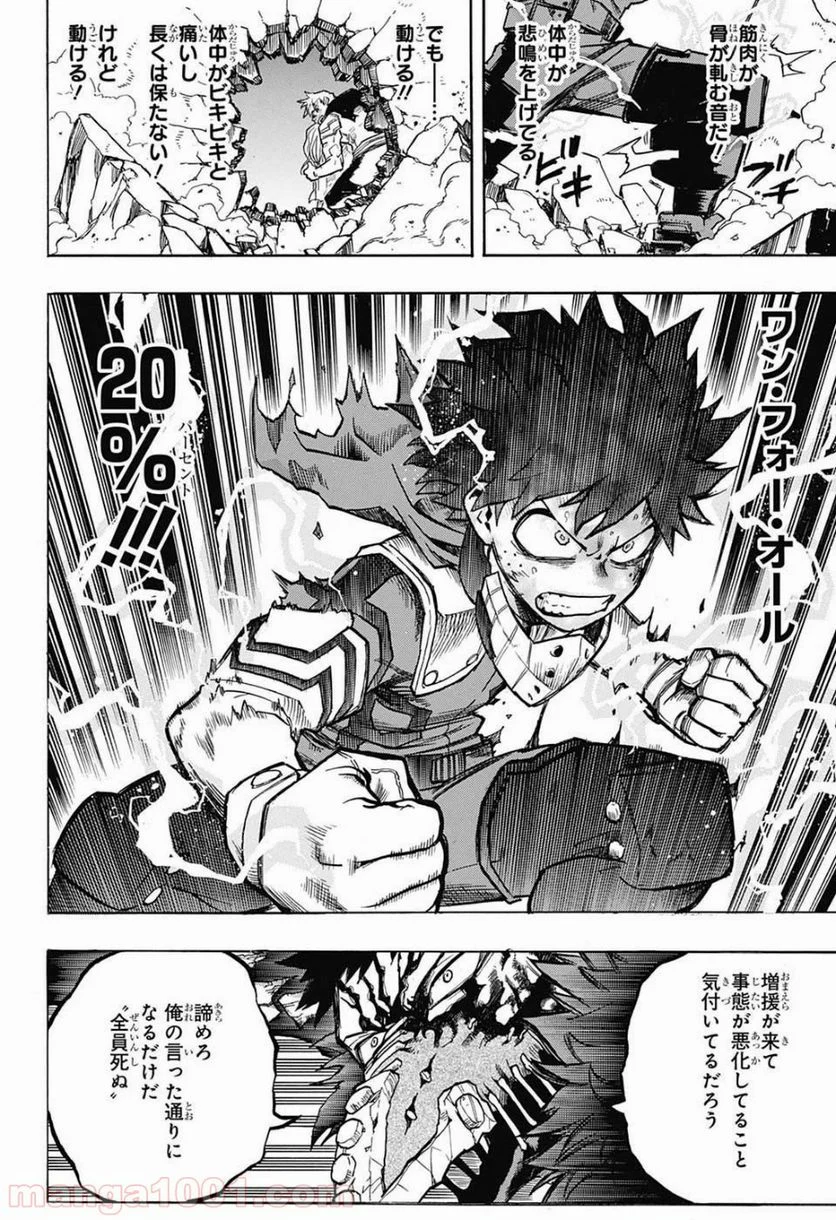 筋肉が
骨が軋む音だ！
体中が
悲鳴を上げてる！
ビキ
ビキ
でも――…
動ける！！
体中がビキビキと
痛いし
長くは保たない！
けれど
動ける！
ワン・フォー・オール
20％！！！
増援が来て
事態が悪化してること
気付いてるだろう
諦めろ
俺の言った通りに
なるだけだ
〝全員死ぬ〟
manga1001.com